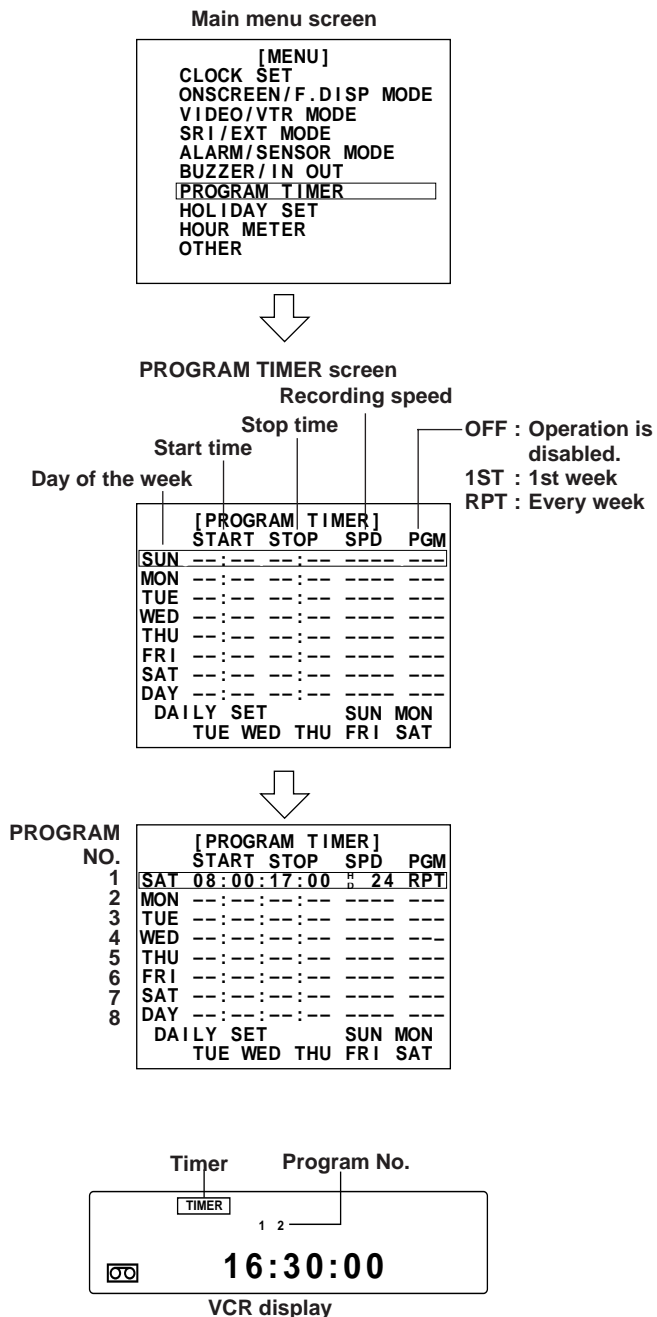 Main menu screen
[MENU]
CLOCK SET
ONSCREEN/F.DISP MODE
VIDEO/VTR MODE
SRI/EXT MODE
ALARM/SENSOR MODE
BUZZER/IN OUT
PROGRAM TIMER
HOLIDAY SET
HOUR METER
OTHER
PROGRAM TIMER screen
Recording speed
Stop time
Start time
Day of the week
OFF : Operation is
disabled.
1ST : 1st week
RPT : Every week
[PROGRAM TIMER]
START STOP SPD PGM
SUN --:-- --:-- ---- ---
MON --:-- --:-- ---- ---
TUE --:-- --:-- ---- ---
WED --:-- --:-- ---- ---
THU --:-- --:-- ---- ---
FRI --:-- --:-- ---- ---
SAT --:-- --:-- ---- ---
DAY --:-- --:-- ---- ---
DAILY SET SUN MON
TUE WED THU FRI SAT
PROGRAM
NO.
[PROGRAM TIMER]
START STOP SPD PGM
1 SAT 08:00:17:00 HD 24 RPT
2 MON --:--:--:-- ---- ---
3 TUE --:--:--:-- ---- ---
4 WED --:--:--:-- ---- ---
5 THU --:--:--:-- ---- ---
6 FRI --:--:--:-- ---- ---
7 SAT --:--:--:-- ---- ---
8 DAY --:--:--:-- ---- ---
DAILY SET SUN MON
TUE WED THU FRI SAT
Timer Program No.
TIMER
1 2
16:30:00
VCR display